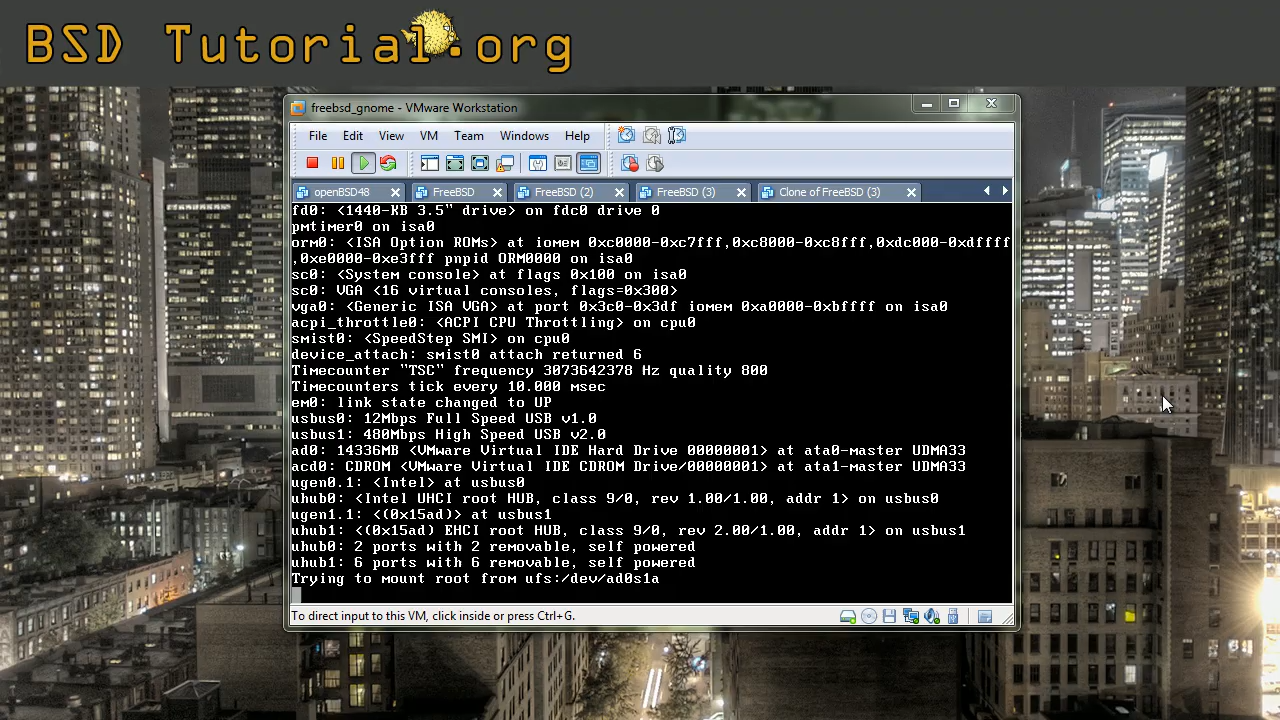 BSD Tutorial.org
freebsd_gnome - VMware Workstation
File Edit View VM Team Windows Help
openBSD48 FreeBSD FreeBSD (2) FreeBSD (3) Clone of FreeBSD (3)
fd0: <1440-KB 3.5" drive> on fdc0 drive 0
pmtimer0 on isa0
orm0: <ISA Option ROMs> at iomem 0xc0000-0xc7fff,0xc8000-0xc8fff,0xdc000-0xdffff
,0xe0000-0xe3fff pnpid ORM0000 on isa0
sc0: <System console> at flags 0x100 on isa0
sc0: VGA <16 virtual consoles, flags=0x300>
vga0: <Generic ISA VGA> at port 0x3c0-0x3df iomem 0xa0000-0xbffff on isa0
acpi_throttle0: <ACPI CPU Throttling> on cpu0
smist0: <SpeedStep SMI> on cpu0
device_attach: smist0 attach returned 6
Timecounter "TSC" frequency 3073642378 Hz quality 800
Timecounters tick every 10.000 msec
em0: link state changed to UP
usbus0: 12Mbps Full Speed USB v1.0
usbus1: 480Mbps High Speed USB v2.0
ad0: 14336MB <VMware Virtual IDE Hard Drive 00000001> at ata0-master UDMA33
acd0: CDROM <VMware Virtual IDE CDROM Drive/00000001> at ata1-master UDMA33
ugen0.1: <Intel> at usbus0
uhub0: <Intel UHCI root HUB, class 9/0, rev 1.00/1.00, addr 1> on usbus0
ugen1.1: <(0x15ad)> at usbus1
uhub1: <(0x15ad) EHCI root HUB, class 9/0, rev 2.00/1.00, addr 1> on usbus1
uhub0: 2 ports with 2 removable, self powered
uhub1: 6 ports with 6 removable, self powered
Trying to mount root from ufs:/dev/ad0s1a
To direct input to this VM, click inside or press Ctrl+G.